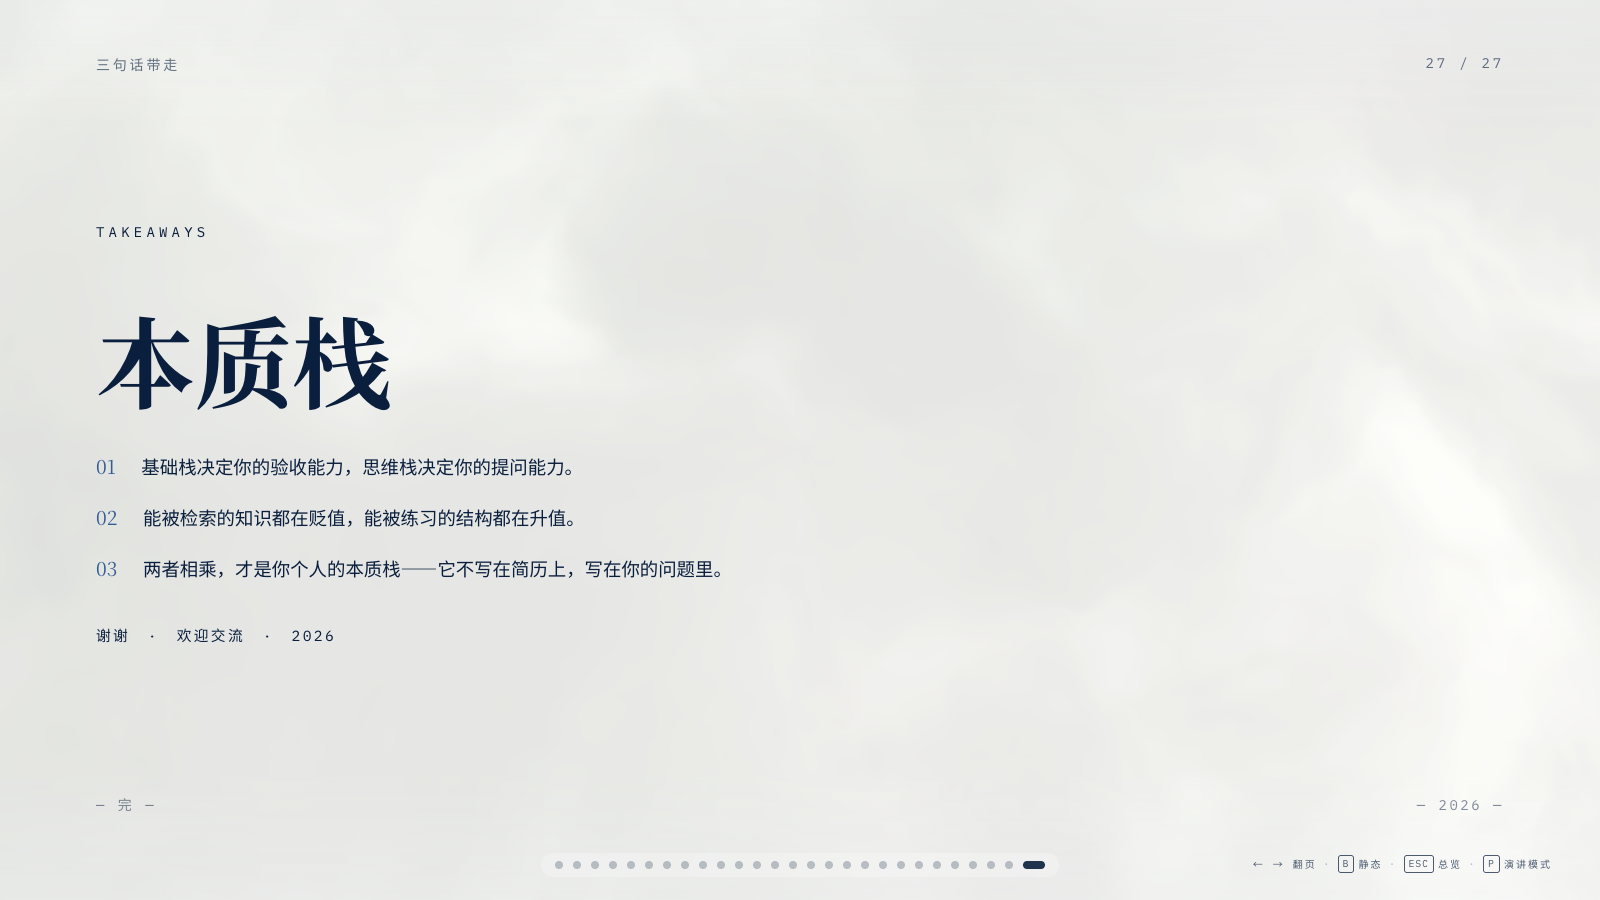 三句话带走
27 / 27
TAKEAWAYS
本质栈
01 基础栈决定你的验收能力，思维栈决定你的提问能力。
02 能被检索的知识都在贬值，能被练习的结构都在升值。
03 两者相乘，才是你个人的本质栈——它不写在简历上，写在你的问题里。
谢谢 · 欢迎交流 · 2026
— 完 —
— 2026 —
← → 翻页 · B 静态 · ESC 总览 · P 演讲模式